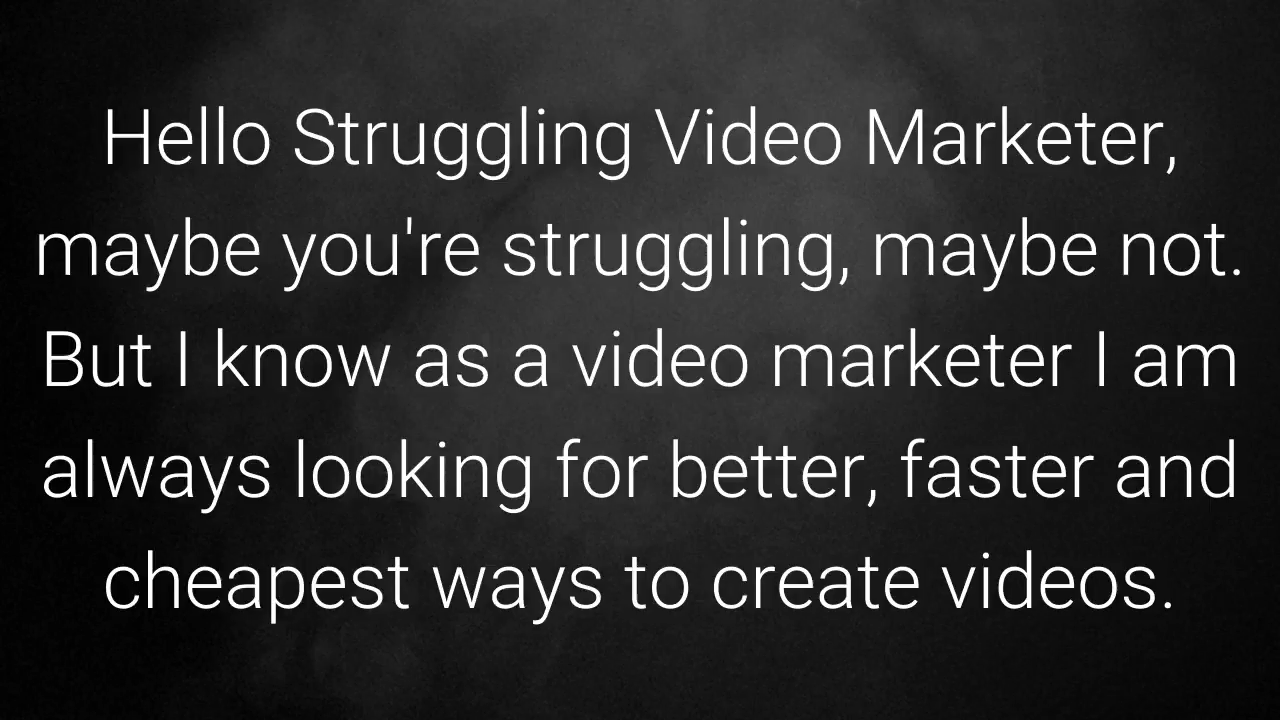 Hello Struggling Video Marketer,
maybe you're struggling, maybe not.
But I know as a video marketer I am
always looking for better, faster and
cheapest ways to create videos.